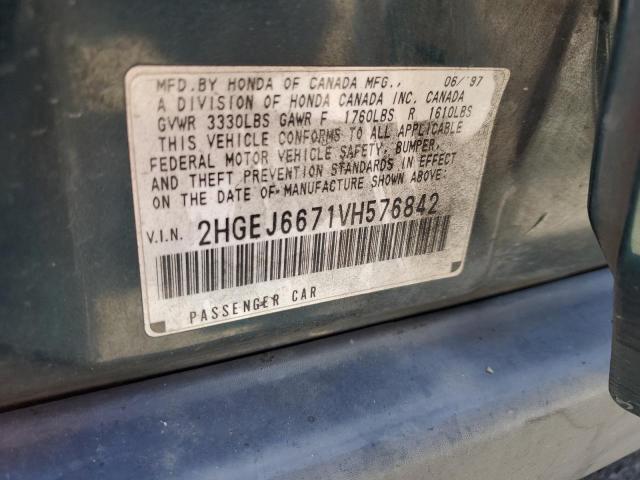 MFD.BY HONDA OF CANADA MFG., 06/'97
A DIVISION OF HONDA CANADA INC. CANADA
GVWR 3330LBS GAWR F 1760LBS R 1610LBS
THIS VEHICLE CONFORMS TO ALL APPLICABLE
FEDERAL MOTOR VEHICLE SAFETY, BUMPER,
AND THEFT PREVENTION STANDARDS IN EFFECT
ON THE DATE OF MANUFACTURE SHOWN ABOVE.
V.I.N. 2HGEJ6671VH576842
PASSENGER CAR